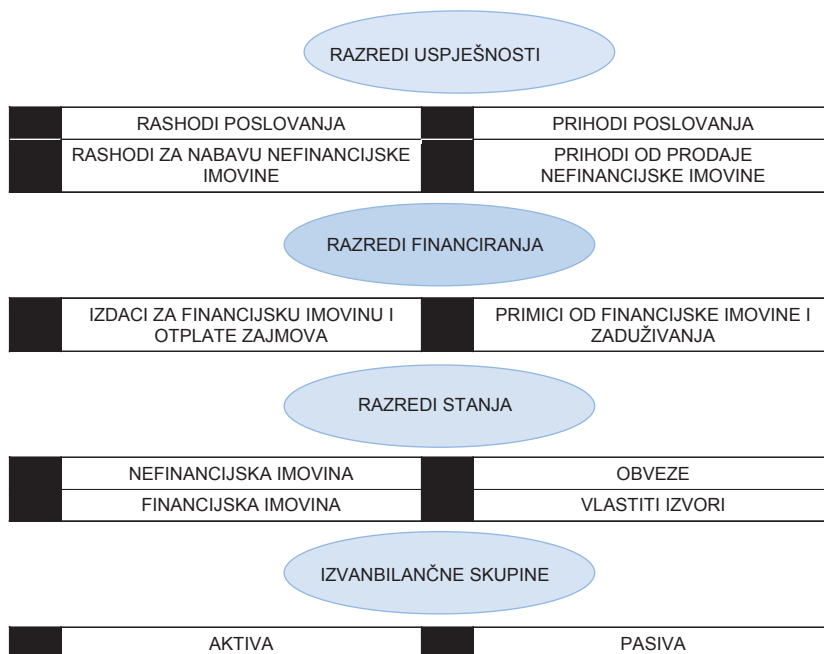 RAZREDI USPJEŠNOSTI
RASHODI POSLOVANJA
PRIHODI POSLOVANJA
RASHODI ZA NABAVU NEFINANCIJSKE
IMOVINE
PRIHODI OD PRODAJE
NEFINANCIJSKE IMOVINE
RAZREDI FINANCIRANJA
IZDACI ZA FINANCIJSKU IMOVINU I
OTPLATE ZAJMOVA
PRIMICI OD FINANCIJSKE IMOVINE I
ZADUŽIVANJA
RAZREDI STANJA
NEFINANCIJSKA IMOVINA
OBVEZE
FINANCIJSKA IMOVINA
VLASTITI IZVORI
IZVANBILANČNE SKUPINE
AKTIVA
PASIVA